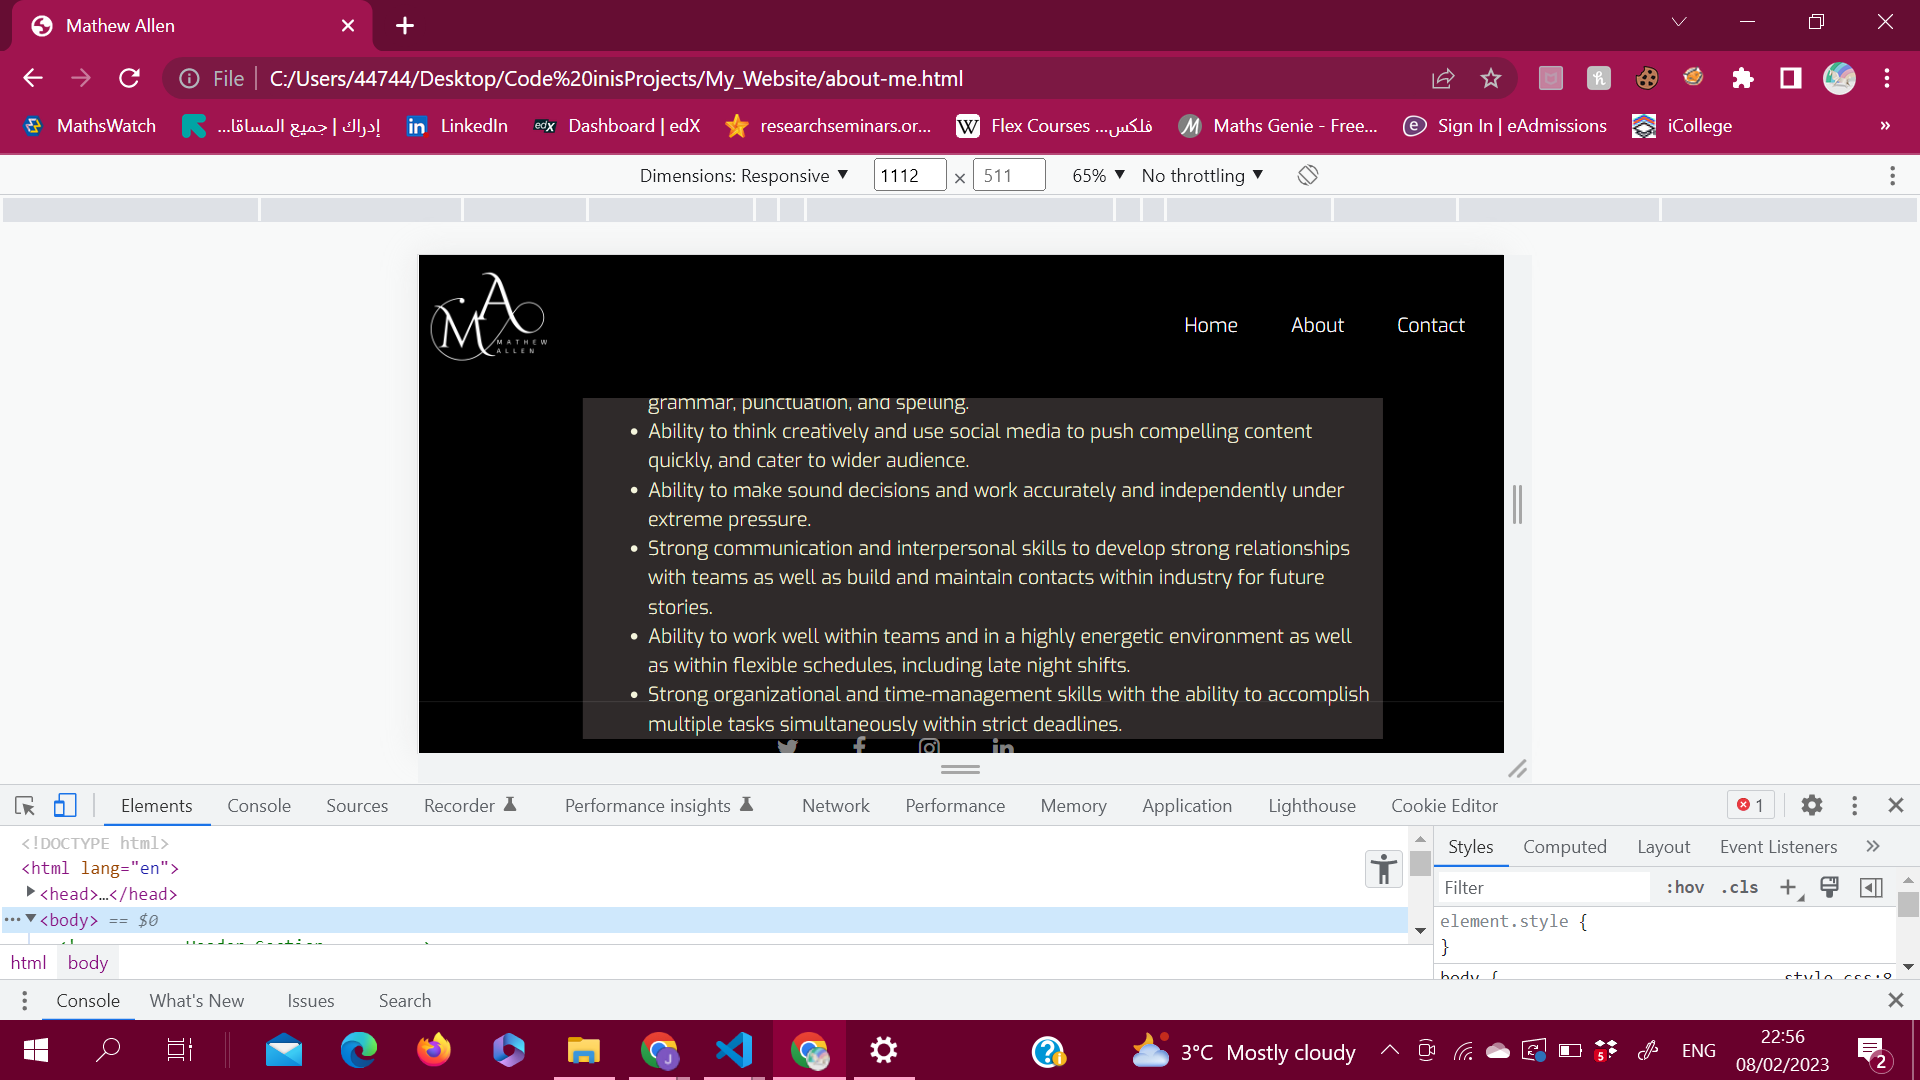 Mathew Allen
File
C:/Users/44744/Desktop/Code%20inisProjects/My_Website/about-me.html
MathsWatch
إدراك | جميع المساقا...
LinkedIn
edX
Dashboard | edX
researchseminars.or...
W
Flex Courses ...فلكس
M
Maths Genie - Free...
e
Sign In | eAdmissions
iCollege
»
Dimensions: Responsive
1112
×
511
65%
No throttling
MA
MATHEW
ALLEN
Home
About
Contact
grammar, punctuation, and spelling.
• Ability to think creatively and use social media to push compelling content
quickly, and cater to wider audience.
• Ability to make sound decisions and work accurately and independently under
extreme pressure.
• Strong communication and interpersonal skills to develop strong relationships
with teams as well as build and maintain contacts within industry for future
stories.
• Ability to work well within teams and in a highly energetic environment as well
as within flexible schedules, including late night shifts.
• Strong organizational and time-management skills with the ability to accomplish
multiple tasks simultaneously within strict deadlines.
Elements
Console
Sources
Recorder
Performance insights
Network
Performance
Memory
Application
Lighthouse
Cookie Editor
1
<!DOCTYPE html>
<html lang="en">
<head>…</head>
<body> == $0
Header Section
html
body
Styles
Computed
Layout
Event Listeners
»
Filter
:hov
.cls
element.style {
}
body {
style.css:8
Console
What's New
Issues
Search
J
5
3°C Mostly cloudy
ENG
22:56
08/02/2023
2